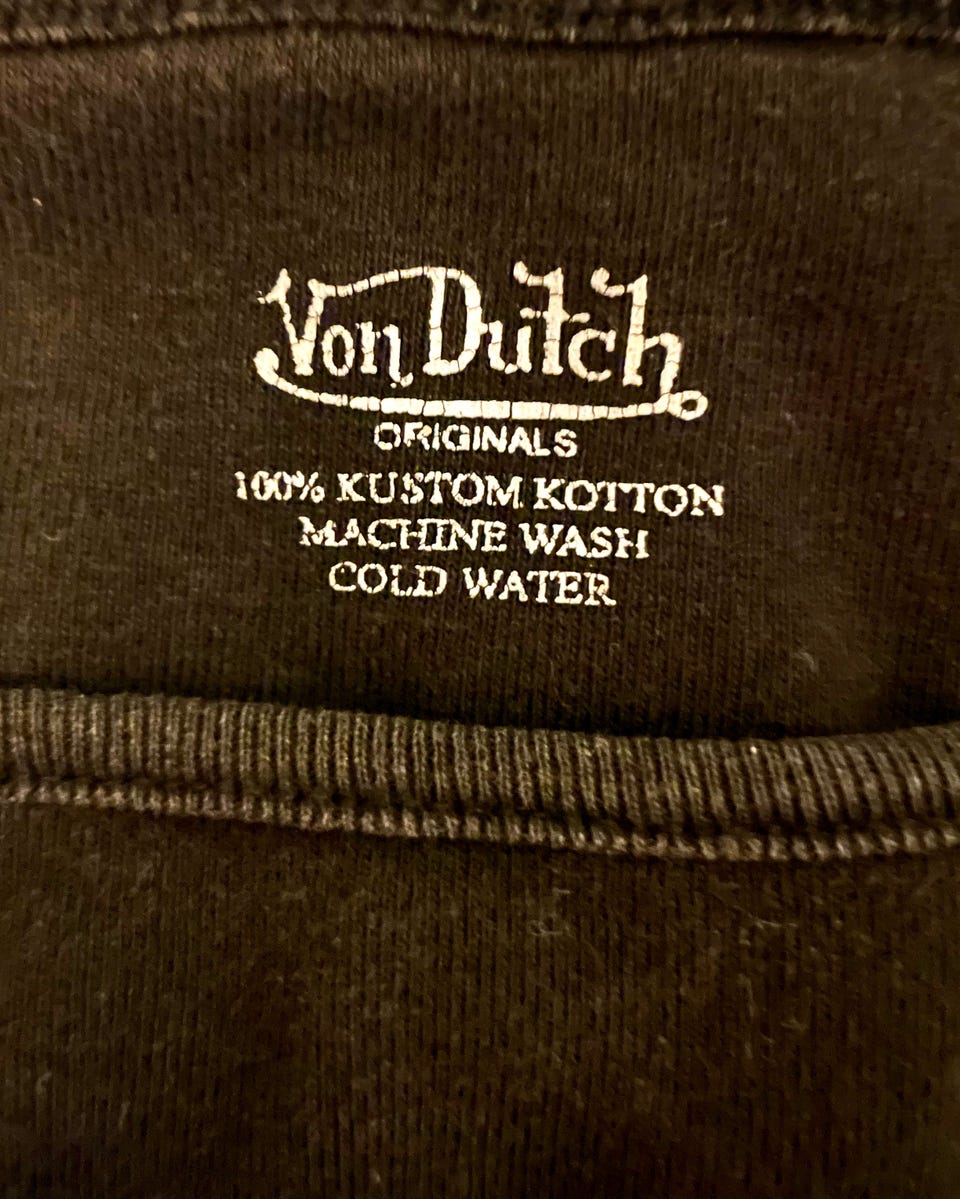 Von Dutch
ORIGINALS
100% KUSTOM KOTTON
MACHINE WASH
COLD WATER